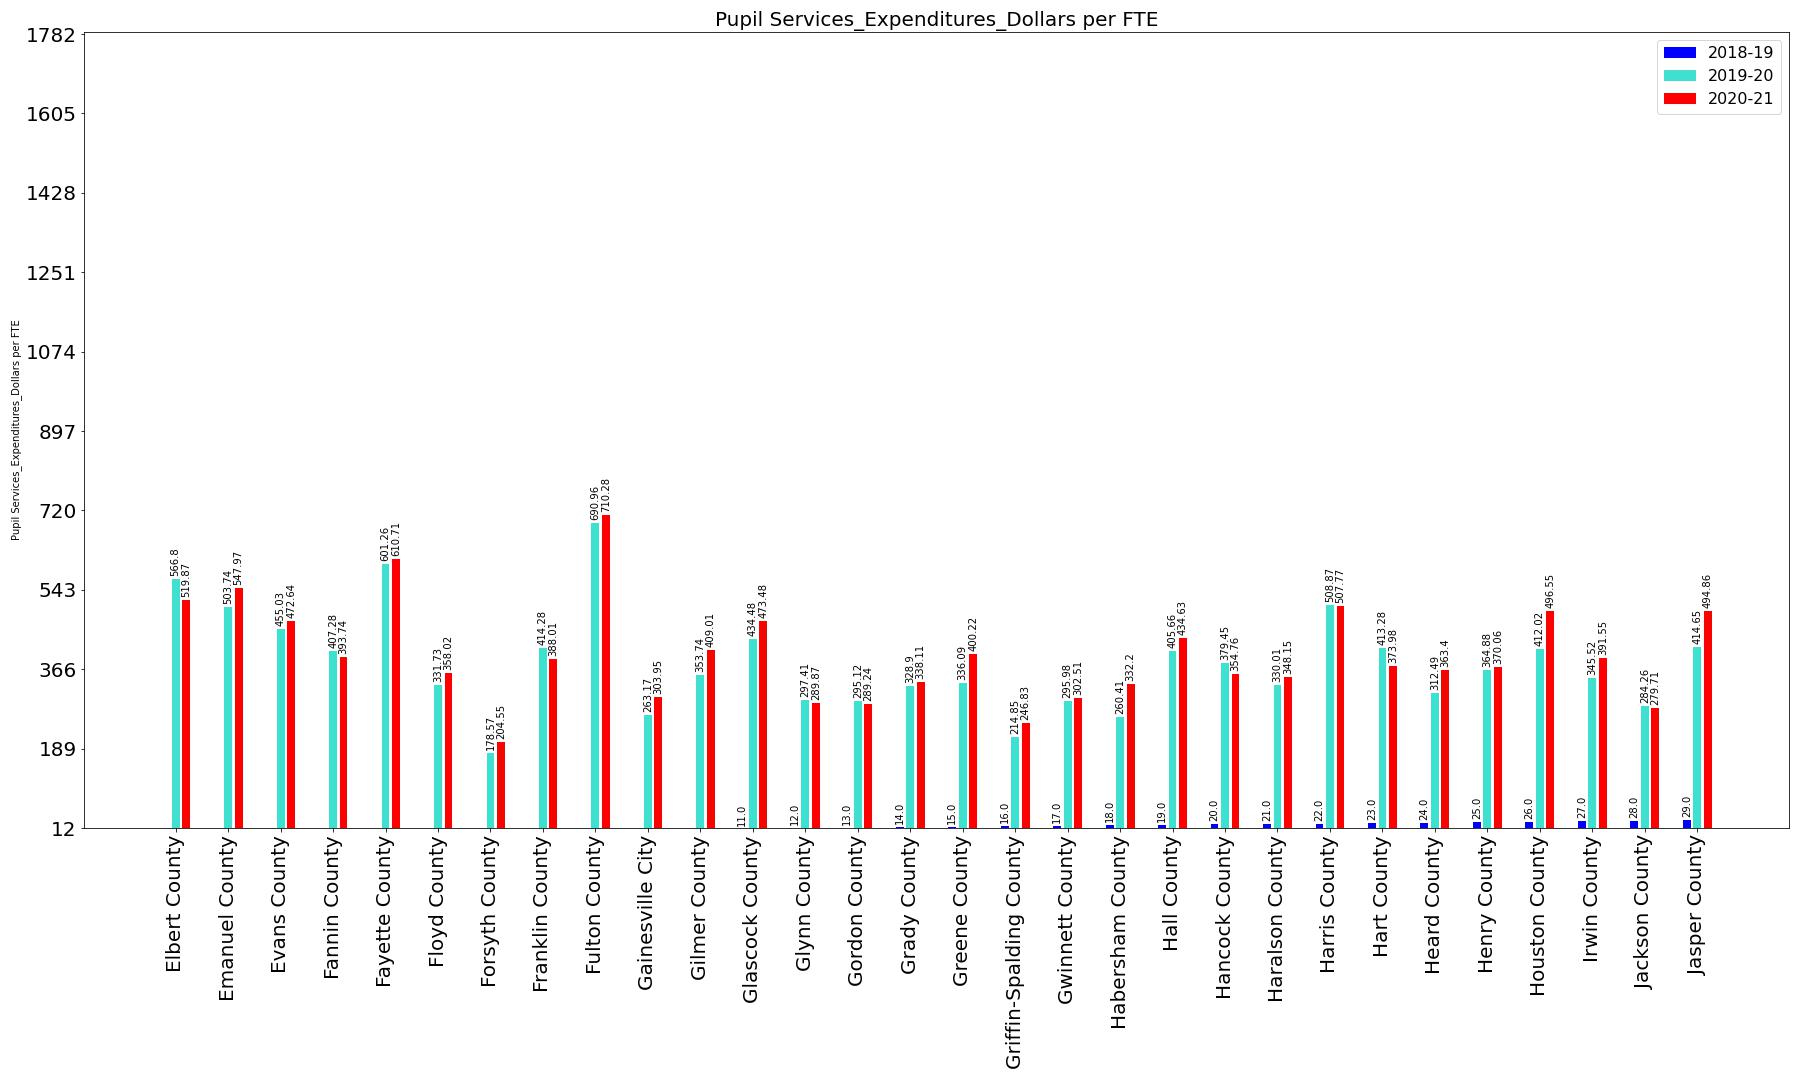 Pupil Services_Expenditures_Dollars per FTE
2018-19
2019-20
2020-21
Pupil Services_Expenditures_Dollars per FTE
1782
1605
1428
1251
1074
897
720
543
366
189
12
566.8
519.87
503.74
547.97
455.03
472.64
407.28
393.74
601.26
610.71
331.73
358.02
178.57
204.55
414.28
388.01
690.96
710.28
263.17
303.95
353.74
409.01
11.0
434.48
473.48
12.0
297.41
289.87
13.0
295.12
289.24
14.0
328.9
338.11
15.0
336.09
400.22
16.0
214.85
246.83
17.0
295.98
302.51
18.0
260.41
332.2
19.0
405.66
434.63
20.0
379.45
354.76
21.0
330.01
348.15
22.0
508.87
507.77
23.0
413.28
373.98
24.0
312.49
363.4
25.0
364.88
370.06
26.0
412.02
496.55
27.0
345.52
391.55
28.0
284.26
279.71
29.0
414.65
494.86
Elbert County
Emanuel County
Evans County
Fannin County
Fayette County
Floyd County
Forsyth County
Franklin County
Fulton County
Gainesville City
Gilmer County
Glascock County
Glynn County
Gordon County
Grady County
Greene County
Griffin-Spalding County
Gwinnett County
Habersham County
Hall County
Hancock County
Haralson County
Harris County
Hart County
Heard County
Henry County
Houston County
Irwin County
Jackson County
Jasper County